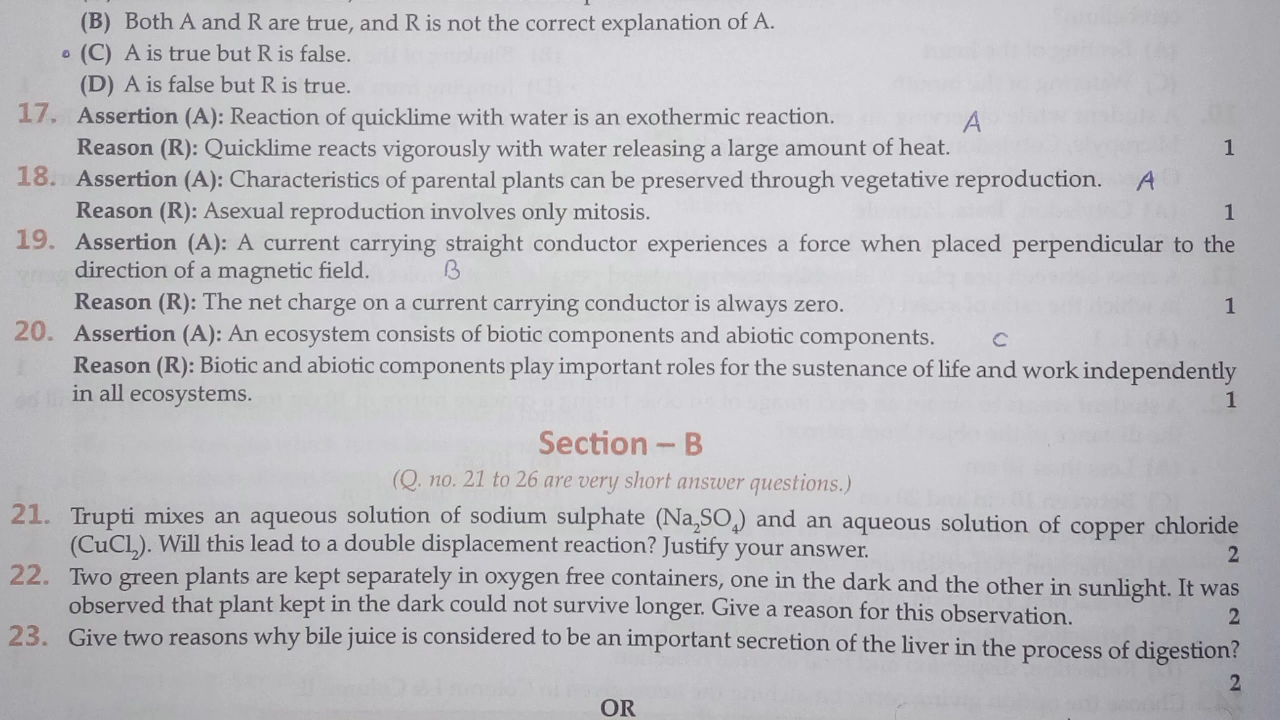 (B) Both A and R are true, and R is not the correct explanation of A.
(C) A is true but R is false.
(D) A is false but R is true.
17. Assertion (A): Reaction of quicklime with water is an exothermic reaction. A
Reason (R): Quicklime reacts vigorously with water releasing a large amount of heat. 1
18. Assertion (A): Characteristics of parental plants can be preserved through vegetative reproduction. A
Reason (R): Asexual reproduction involves only mitosis. 1
19. Assertion (A): A current carrying straight conductor experiences a force when placed perpendicular to the
direction of a magnetic field. B
Reason (R): The net charge on a current carrying conductor is always zero. 1
20. Assertion (A): An ecosystem consists of biotic components and abiotic components. C
Reason (R): Biotic and abiotic components play important roles for the sustenance of life and work independently
in all ecosystems. 1
Section – B
(Q. no. 21 to 26 are very short answer questions.)
21. Trupti mixes an aqueous solution of sodium sulphate (Na₂SO₄) and an aqueous solution of copper chloride
(CuCl₂). Will this lead to a double displacement reaction? Justify your answer. 2
22. Two green plants are kept separately in oxygen free containers, one in the dark and the other in sunlight. It was
observed that plant kept in the dark could not survive longer. Give a reason for this observation. 2
23. Give two reasons why bile juice is considered to be an important secretion of the liver in the process of digestion?
2
OR